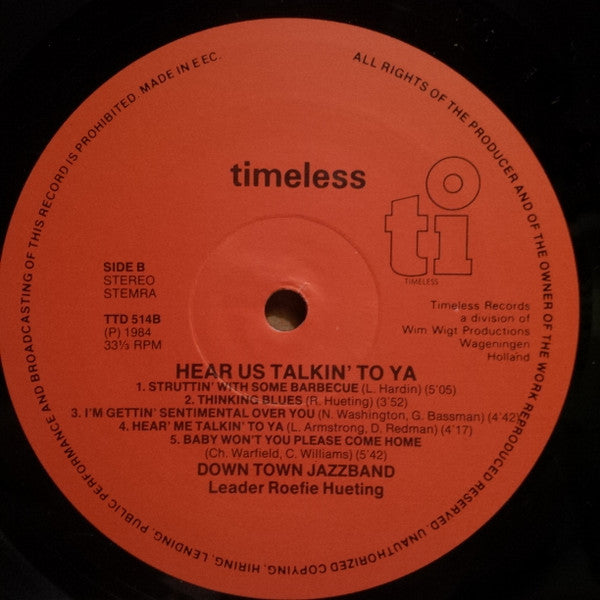 MADE IN EEC.
ALL RIGHTS OF THE PRODUCER AND OF THE OWNER OF THE WORK REPRODUCED RESERVED. UNAUTHORIZED COPYING, HIRING, LENDING, PUBLIC PERFORMANCE AND BROADCASTING OF THIS RECORD IS PROHIBITED.
timeless
ti
TIMELESS
SIDE B
STEREO
STEMRA
TTD 514B
(P) 1984
33⅓ RPM
Timeless Records
a division of
Wim Wigt Productions
Wageningen
Holland
HEAR US TALKIN' TO YA
1. STRUTTIN' WITH SOME BARBECUE (L. Hardin) (5'05)
2. THINKING BLUES (R. Hueting) (3'52)
3. I'M GETTIN' SENTIMENTAL OVER YOU (N. Washington, G. Bassman) (4'42)
4. HEAR' ME TALKIN' TO YA (L. Armstrong, D. Redman) (4'17)
5. BABY WON'T YOU PLEASE COME HOME
(Ch. Warfield, C. Williams) (5'42)
DOWN TOWN JAZZBAND
Leader Roefie Hueting